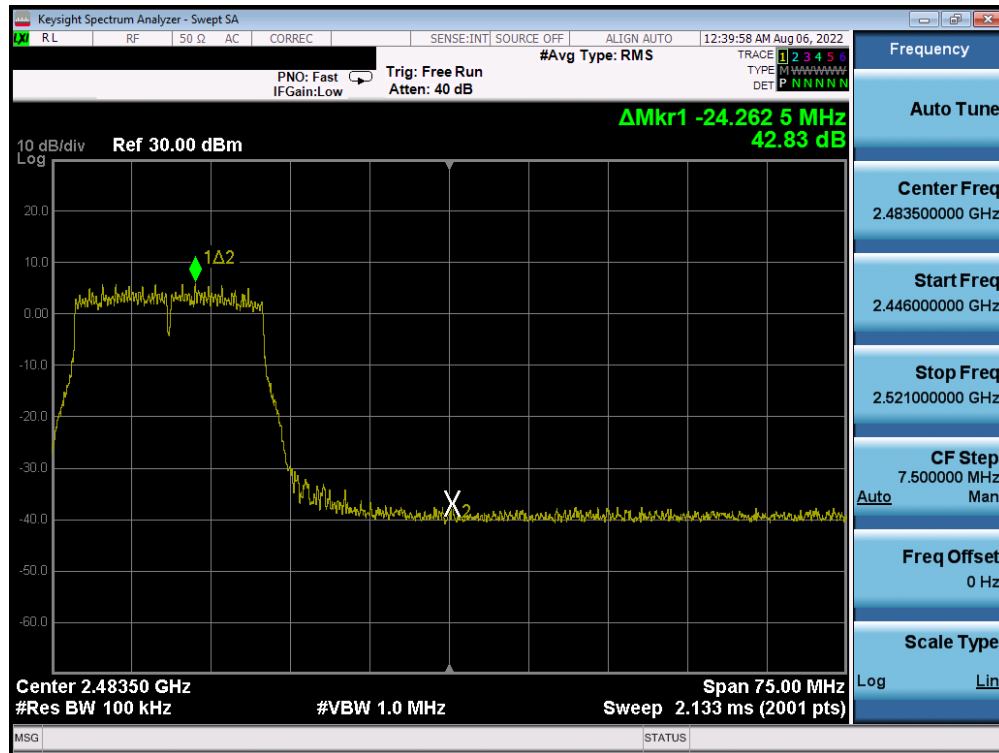 Keysight Spectrum Analyzer - Swept SA
LXI RL RF 50 Ω AC CORREC SENSE:INT SOURCE OFF ALIGN AUTO 12:39:58 AM Aug 06, 2022
#Avg Type: RMS
TRACE 1 2 3 4 5 6
TYPE M WWWWW
DET P N N N N N
PNO: Fast
IFGain:Low
Trig: Free Run
Atten: 40 dB
ΔMkr1 -24.262 5 MHz
42.83 dB
10 dB/div
Log
Ref 30.00 dBm
20.0
10.0
0.00
-10.0
-20.0
-30.0
-40.0
-50.0
-60.0
1Δ2
X2
Center 2.48350 GHz
#Res BW 100 kHz
#VBW 1.0 MHz
Span 75.00 MHz
Sweep 2.133 ms (2001 pts)
MSG
STATUS
Frequency
Auto Tune
Center Freq
2.483500000 GHz
Start Freq
2.446000000 GHz
Stop Freq
2.521000000 GHz
CF Step
7.500000 MHz
Auto Man
Freq Offset
0 Hz
Scale Type
Log Lin